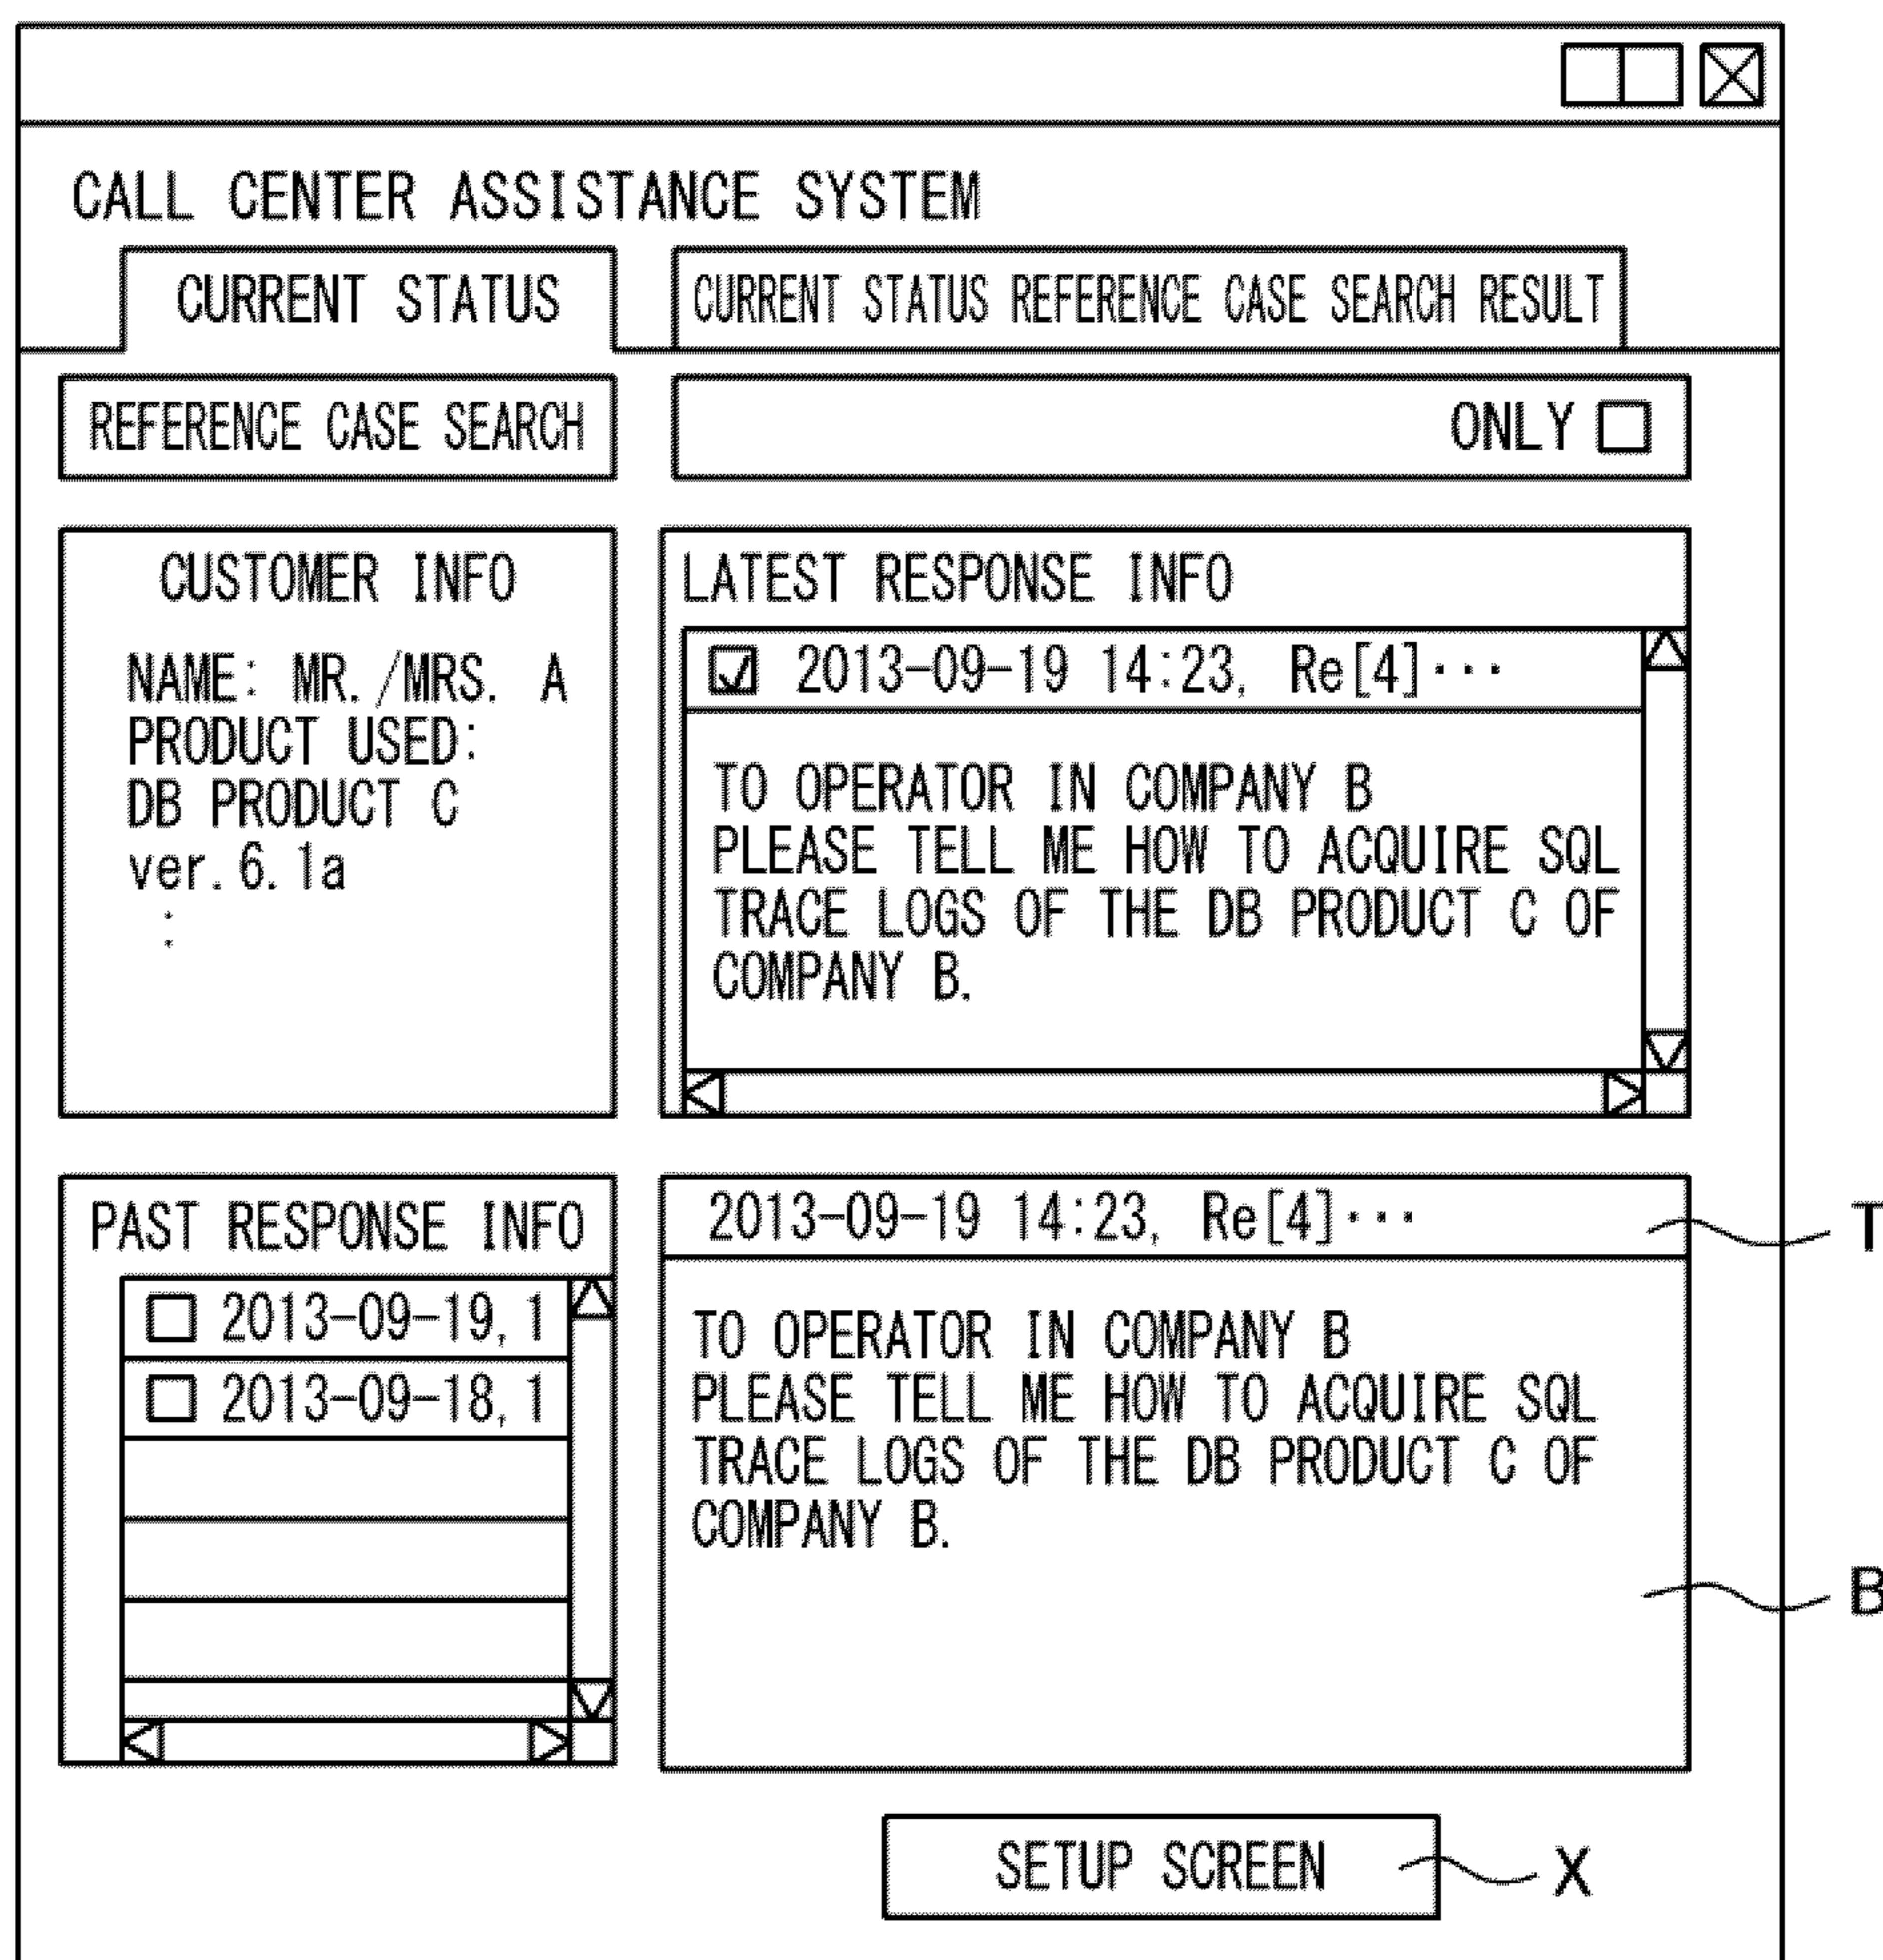 CALL CENTER ASSISTANCE SYSTEM
CURRENT STATUS
CURRENT STATUS REFERENCE CASE SEARCH RESULT
REFERENCE CASE SEARCH
ONLY
CUSTOMER INFO
NAME: MR./MRS. A
PRODUCT USED:
DB PRODUCT C
ver.6.1a
:
LATEST RESPONSE INFO
2013-09-19 14:23, Re[4]···
TO OPERATOR IN COMPANY B
PLEASE TELL ME HOW TO ACQUIRE SQL
TRACE LOGS OF THE DB PRODUCT C OF
COMPANY B.
PAST RESPONSE INFO
2013-09-19,1
2013-09-18,1
2013-09-19 14:23, Re[4]···
T
TO OPERATOR IN COMPANY B
PLEASE TELL ME HOW TO ACQUIRE SQL
TRACE LOGS OF THE DB PRODUCT C OF
COMPANY B.
B
SETUP SCREEN
X